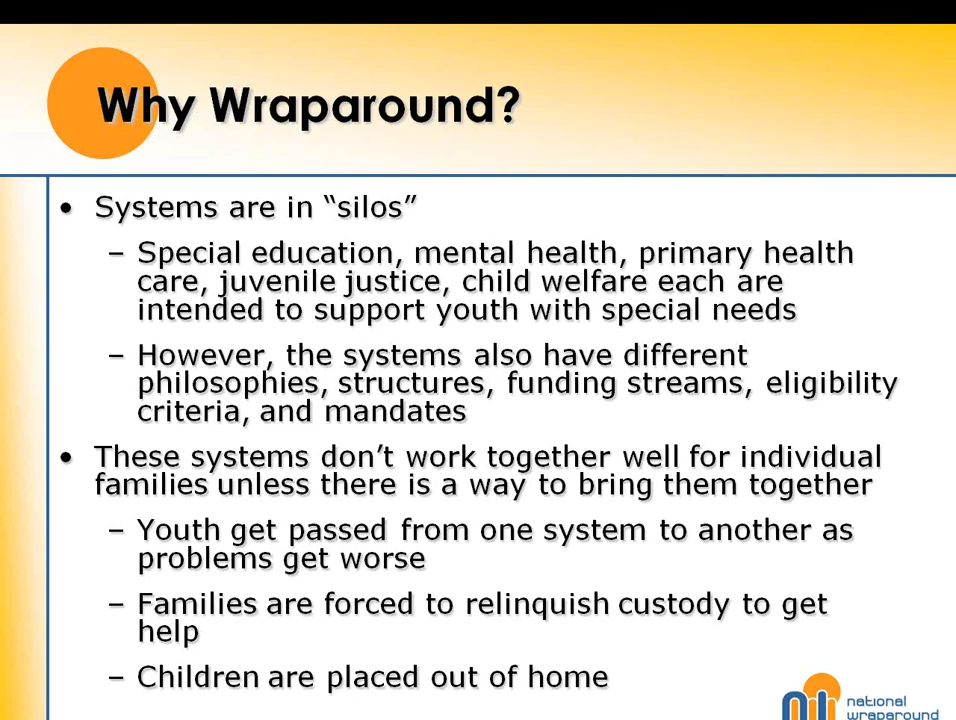 Why Wraparound?
• Systems are in “silos”
– Special education, mental health, primary health
care, juvenile justice, child welfare each are
intended to support youth with special needs
– However, the systems also have different
philosophies, structures, funding streams, eligibility
criteria, and mandates
• These systems don’t work together well for individual
families unless there is a way to bring them together
– Youth get passed from one system to another as
problems get worse
– Families are forced to relinquish custody to get
help
– Children are placed out of home
national
wraparound